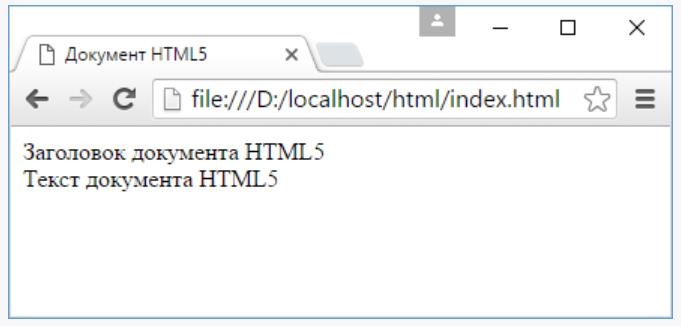 Документ HTML5
file:///D:/localhost/html/index.html
Заголовок документа HTML5
Текст документа HTML5